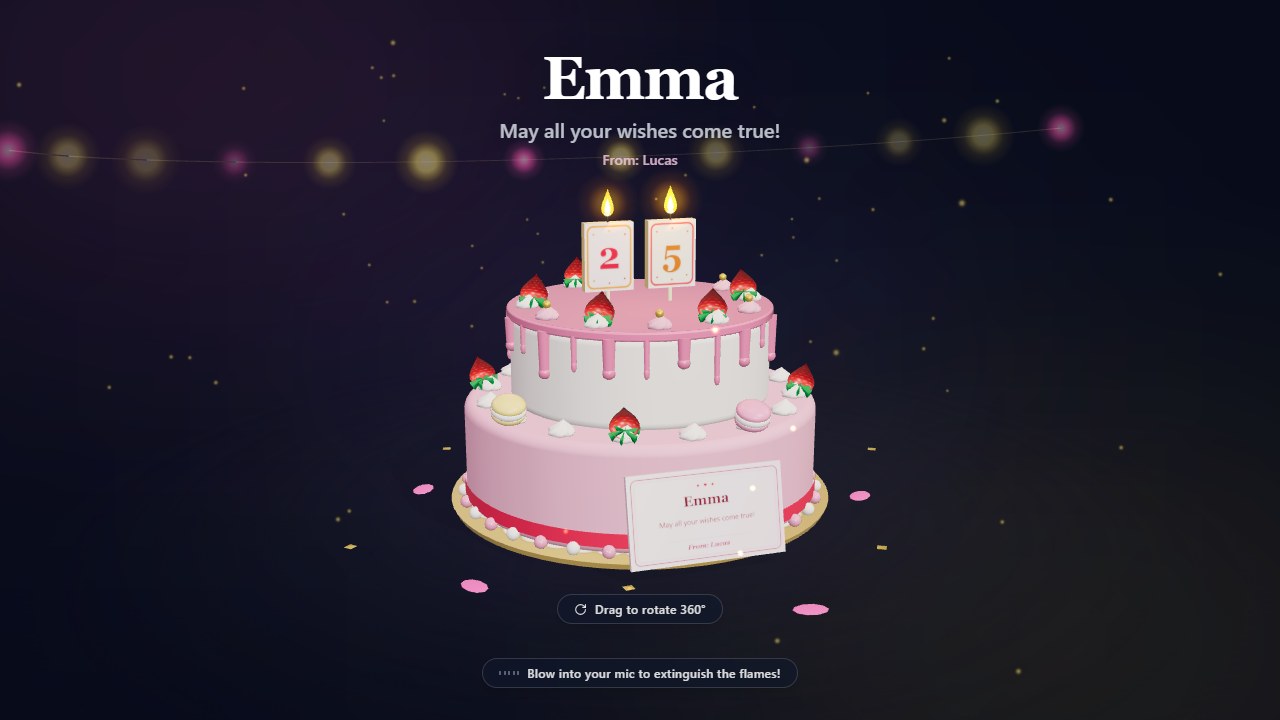 Emma
May all your wishes come true!
From: Lucas
2 5
Emma
May all your wishes come true!
From: Lucas
Drag to rotate 360°
Blow into your mic to extinguish the flames!